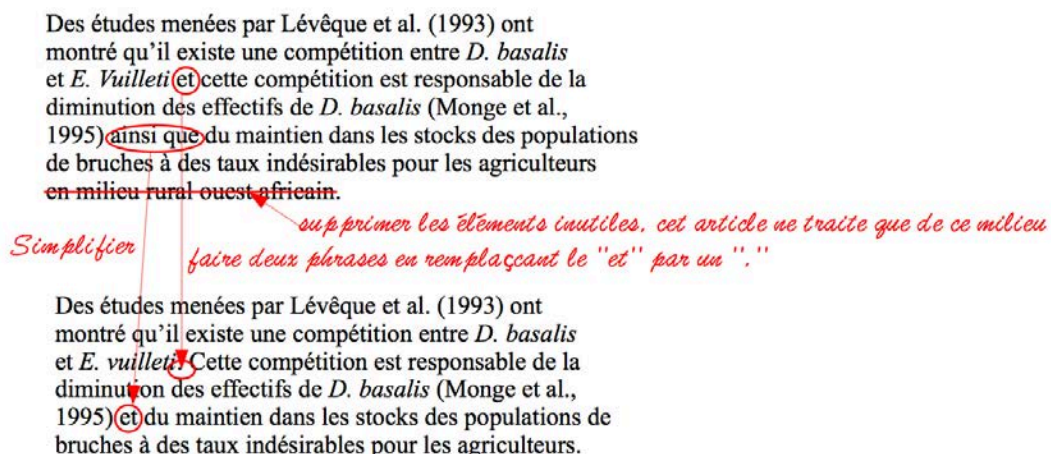 Des études menées par Lévêque et al. (1993) ont
montré qu'il existe une compétition entre D. basalis
et E. Vuilleti et cette compétition est responsable de la
diminution des effectifs de D. basalis (Monge et al.,
1995) ainsi que du maintien dans les stocks des populations
de bruches à des taux indésirables pour les agriculteurs
en milieu rural ouest africain.
supprimer les éléments inutiles, cet article ne traite que de ce milieu
Simplifier
faire deux phrases en remplaçcant le "et" par un "."
Des études menées par Lévêque et al. (1993) ont
montré qu'il existe une compétition entre D. basalis
et E. vuilleti. Cette compétition est responsable de la
diminution des effectifs de D. basalis (Monge et al.,
1995) et du maintien dans les stocks des populations de
bruches à des taux indésirables pour les agriculteurs.